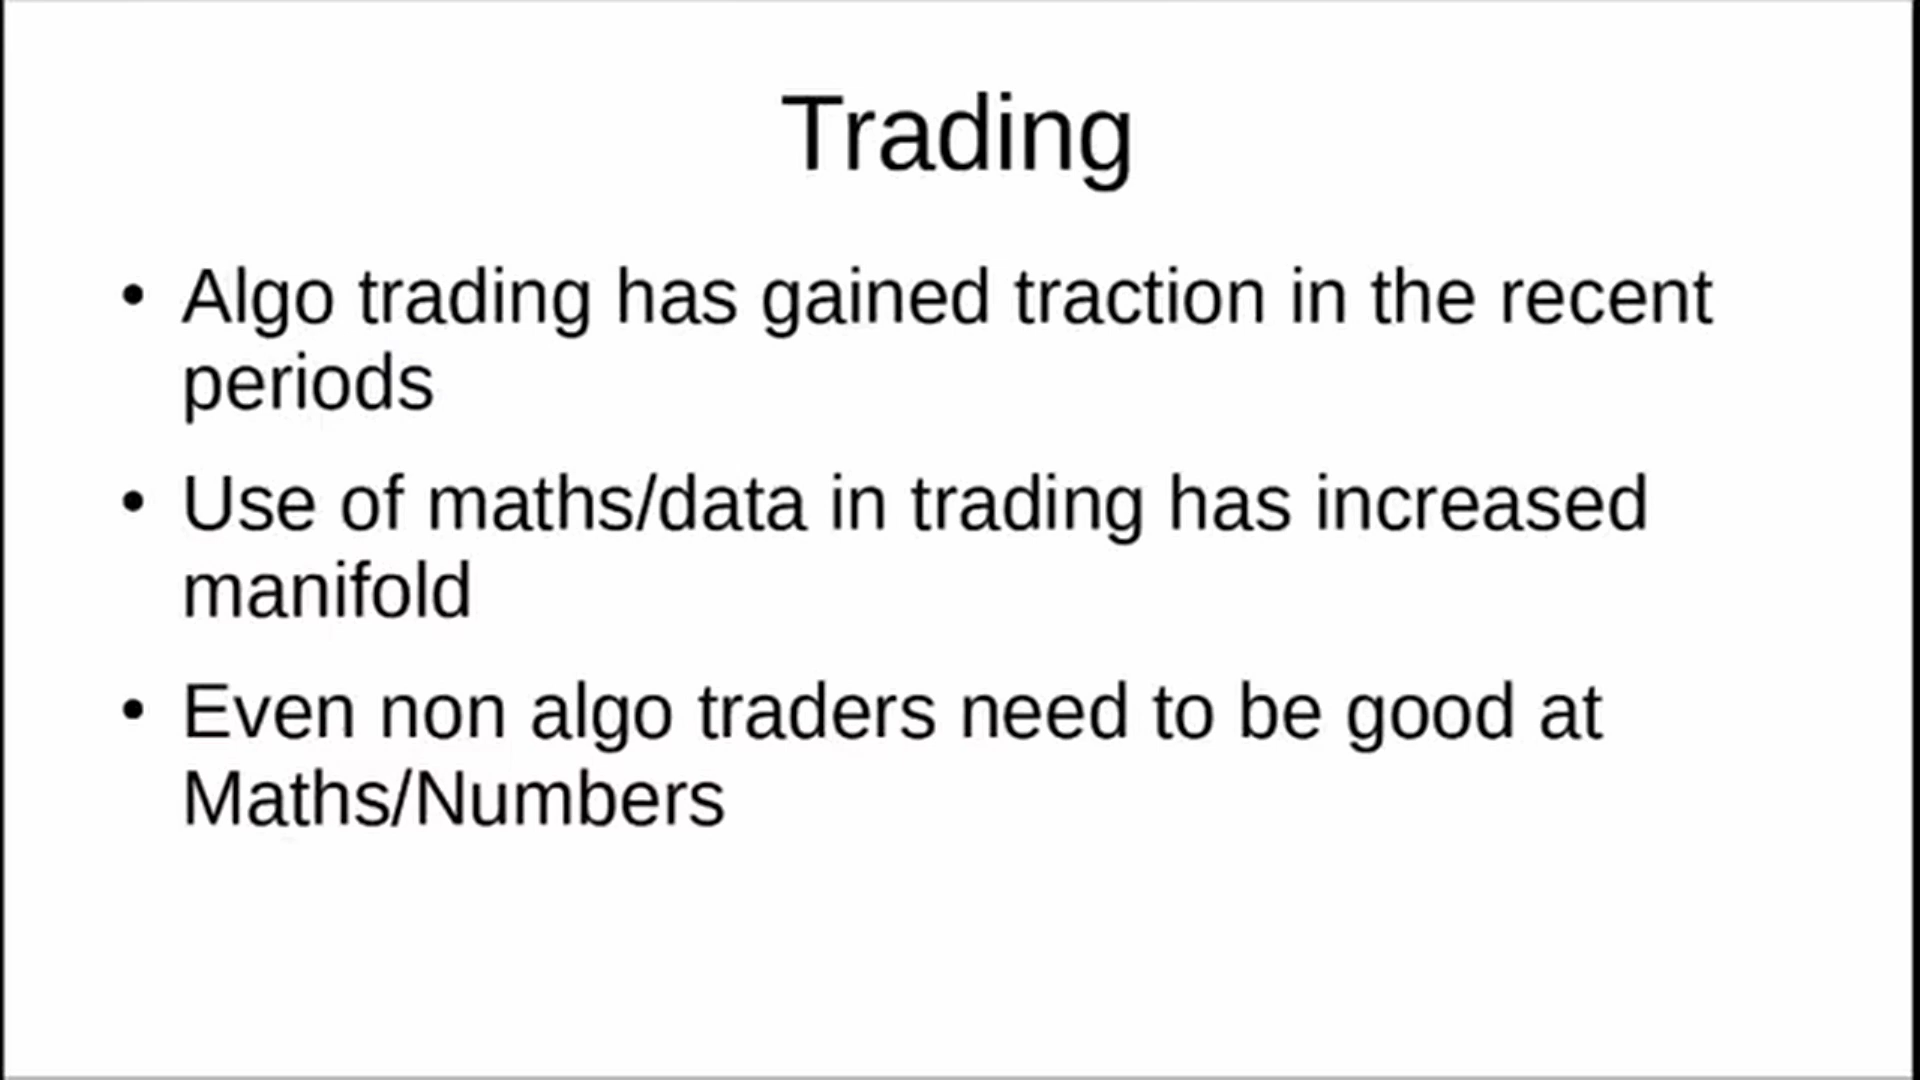 Trading
• Algo trading has gained traction in the recent
periods
• Use of maths/data in trading has increased
manifold
• Even non algo traders need to be good at
Maths/Numbers